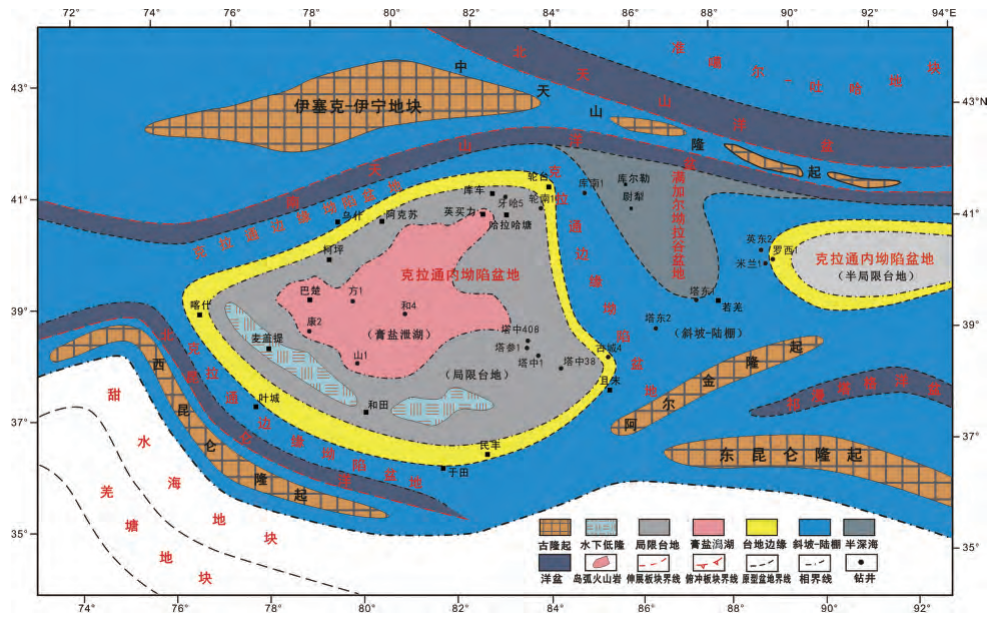 72° 74° 76° 78° 80° 82° 84° 86° 88° 90° 92° 94°E
43° 43°N
41° 41°
39° 39°
37° 37°
35° 35°
74° 76° 78° 80° 82° 84° 86° 88° 90° 92°
准噶尔-吐哈地块
北天山洋盆
中天山隆起
伊塞克-伊宁地块
南天山洋盆
克拉通边缘坳陷盆地
克拉通边缘坳陷盆地
满加尔坳拉谷盆地
乌什
阿克苏
库车
牙哈5
轮台
轮南1
英买力
哈拉哈塘
库南1
库尔勒
尉犁
柯坪
克拉通内坳陷盆地
英东2
罗西1
米兰1
克拉通内坳陷盆地
(半局限台地)
喀什
巴楚
方1
和4
康2
(膏盐泻湖)
麦盖提
山1
塔中408
塔参1
塔中1
塔中38
(局限台地)
古城4
且末
塔东1
若羌
塔东2
(斜坡-陆棚)
阿尔金隆起
东昆仑隆起
叶城
和田
民丰
于田
西昆仑隆起
克拉通边缘坳陷盆地
甜水海地块
羌塘地块
古隆起 水下低隆 局限台地 膏盐潟湖 台地边缘 斜坡-陆棚 半深海
洋盆 岛弧火山岩 伸展板块界线 俯冲板块界线 原型盆地界线 相界线 钻井